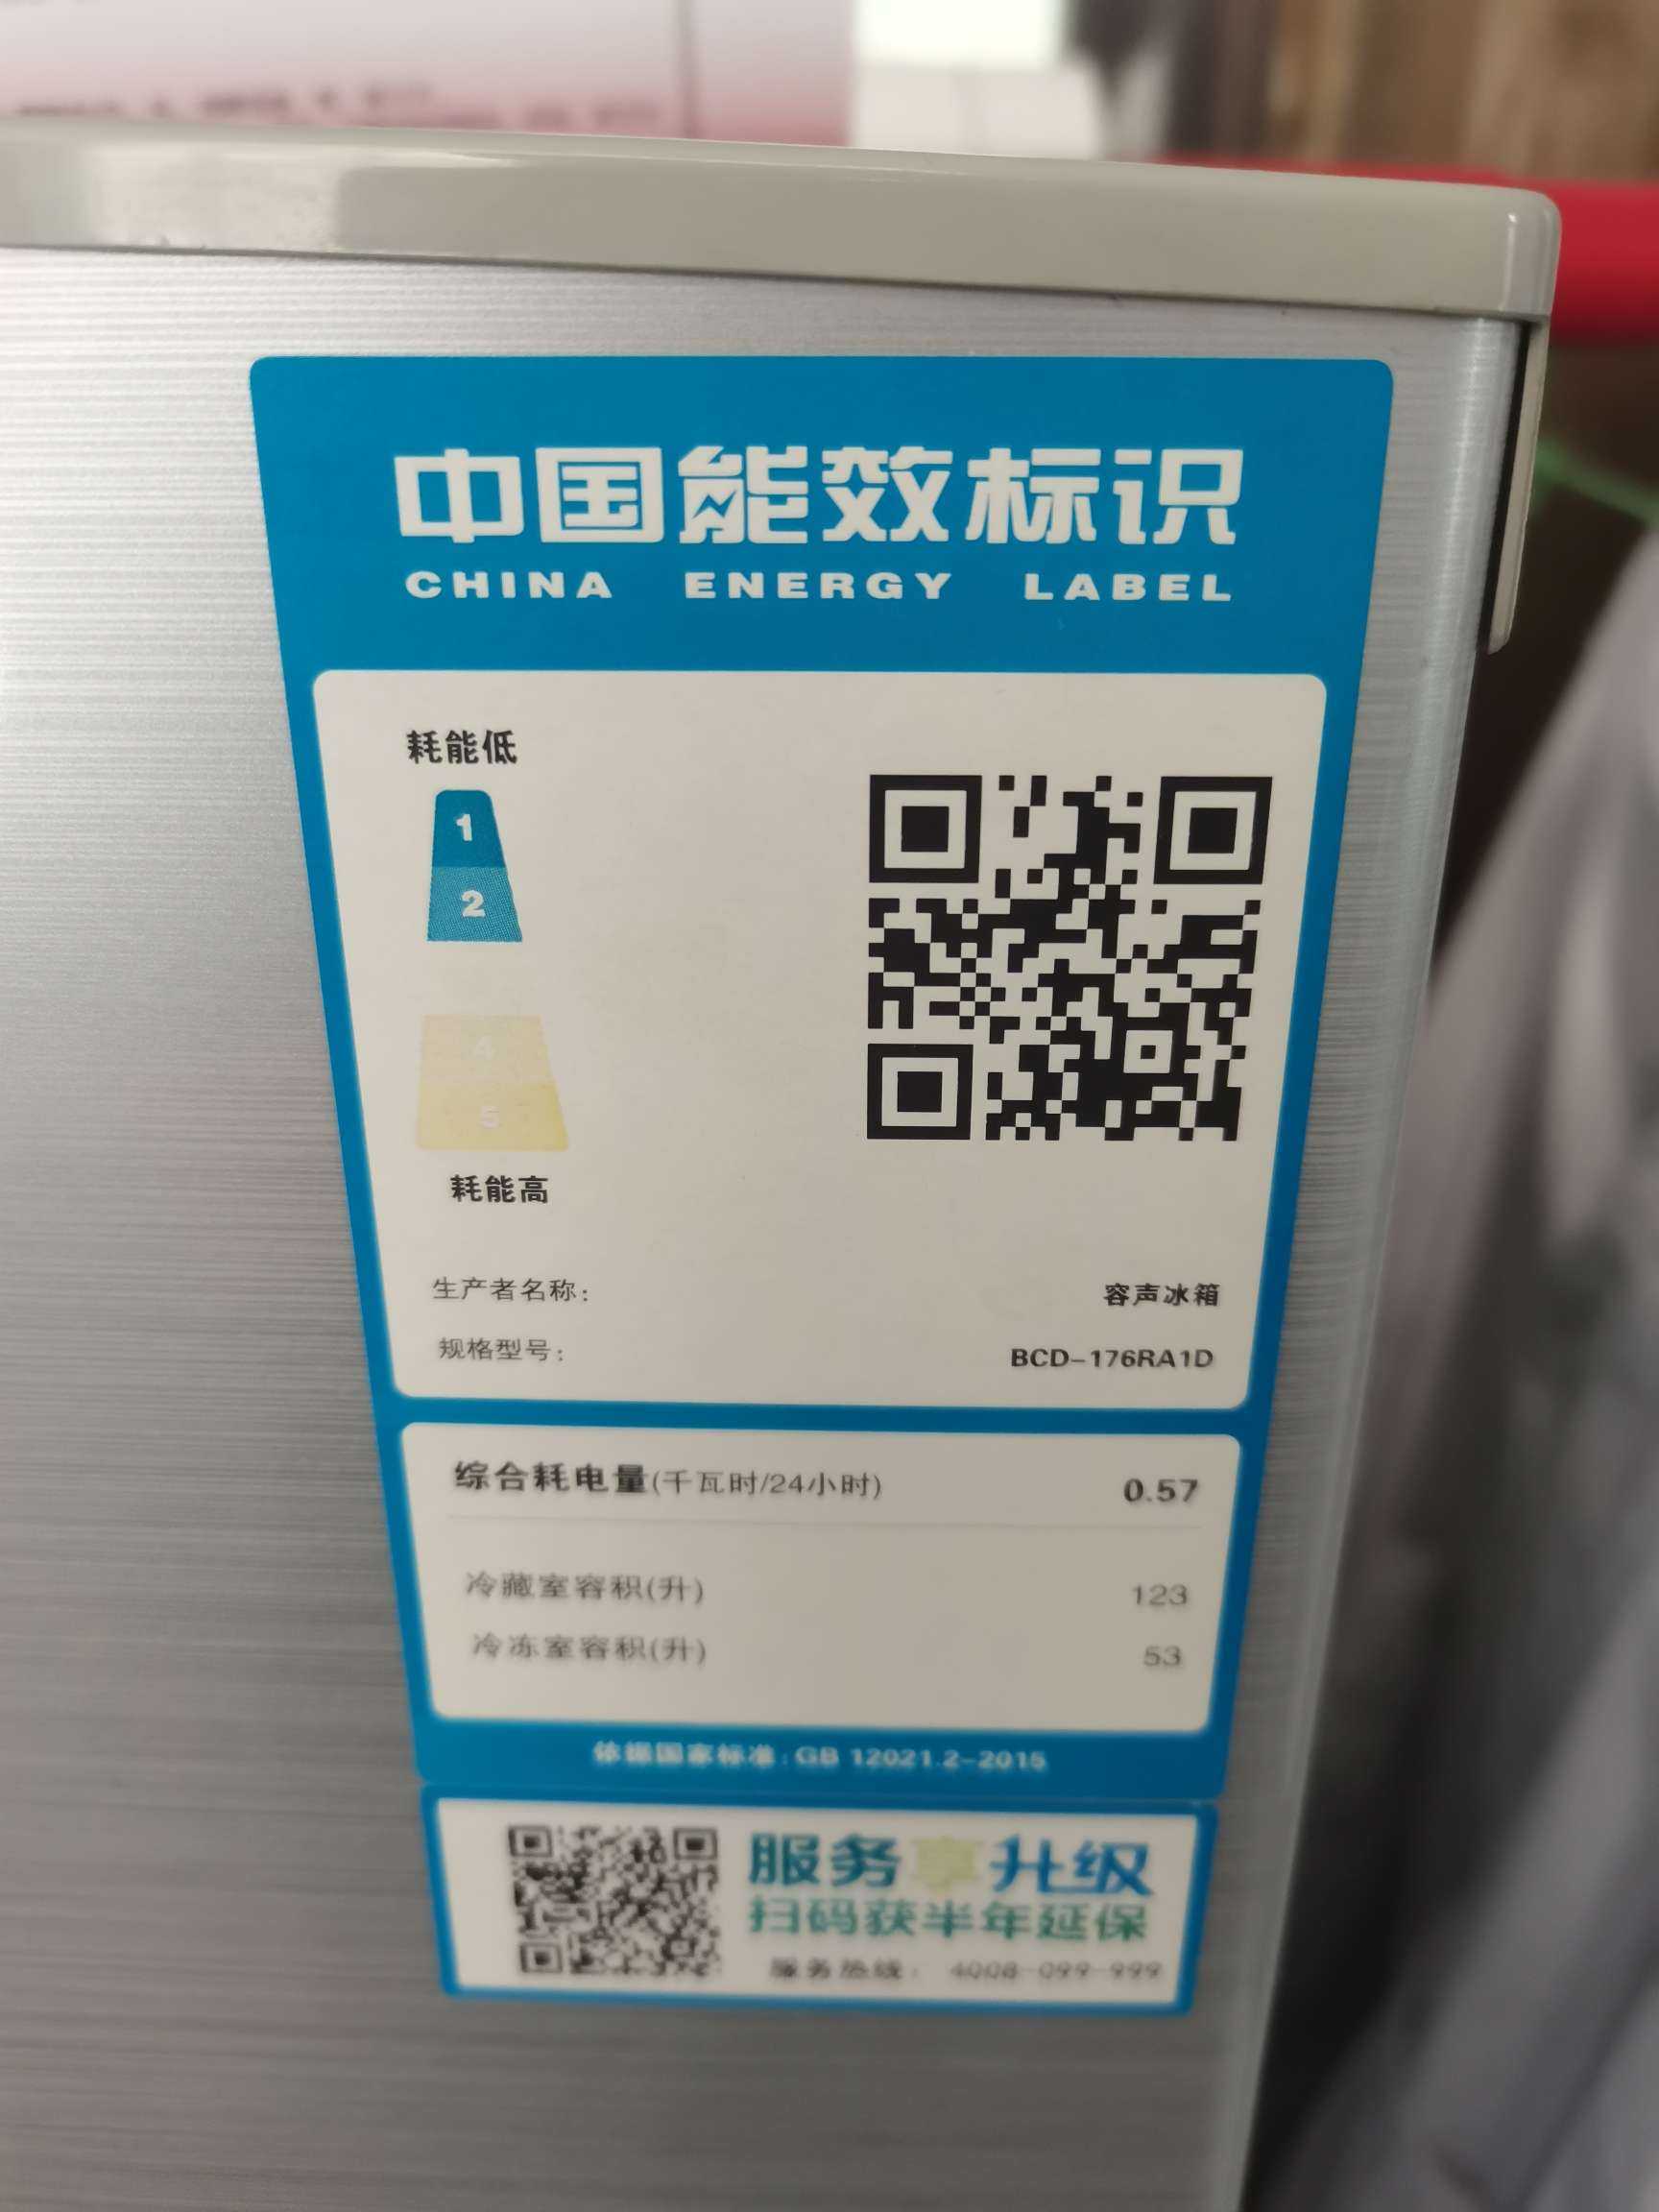 中国能效标识
CHINA ENERGY LABEL
耗能低
1
2
4
5
耗能高
生产者名称： 容声冰箱
规格型号： BCD-176RA1D
综合耗电量(千瓦时/24小时) 0.57
冷藏室容积(升) 123
冷冻室容积(升) 53
依据国家标准：GB 12021.2-2015
服务享升级
扫码获半年延保
服务热线： 4008-099-999